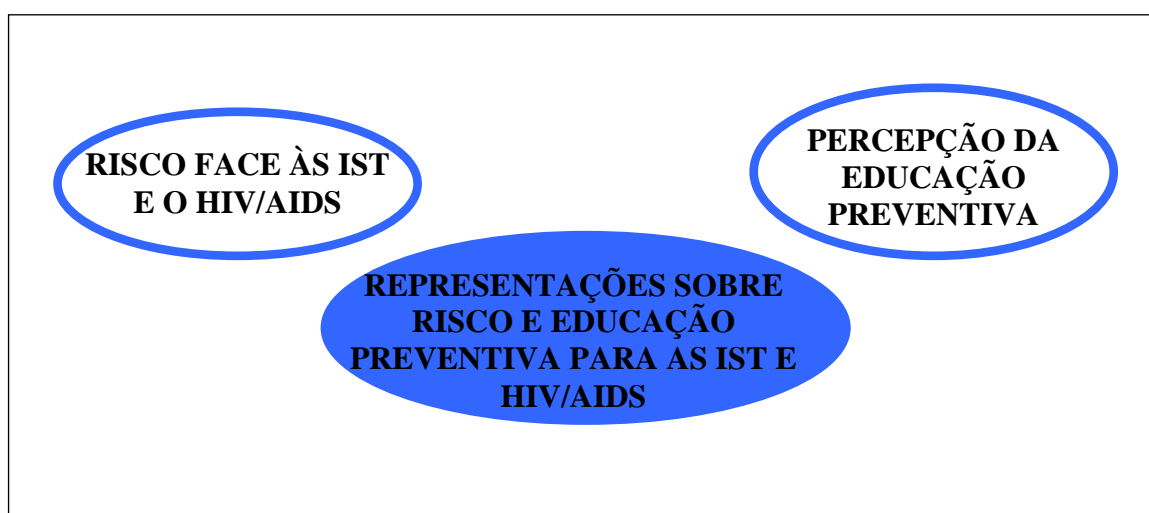 RISCO FACE ÀS IST
E O HIV/AIDS
PERCEPÇÃO DA
EDUCAÇÃO
PREVENTIVA
REPRESENTAÇÕES SOBRE
RISCO E EDUCAÇÃO
PREVENTIVA PARA AS IST E
HIV/AIDS